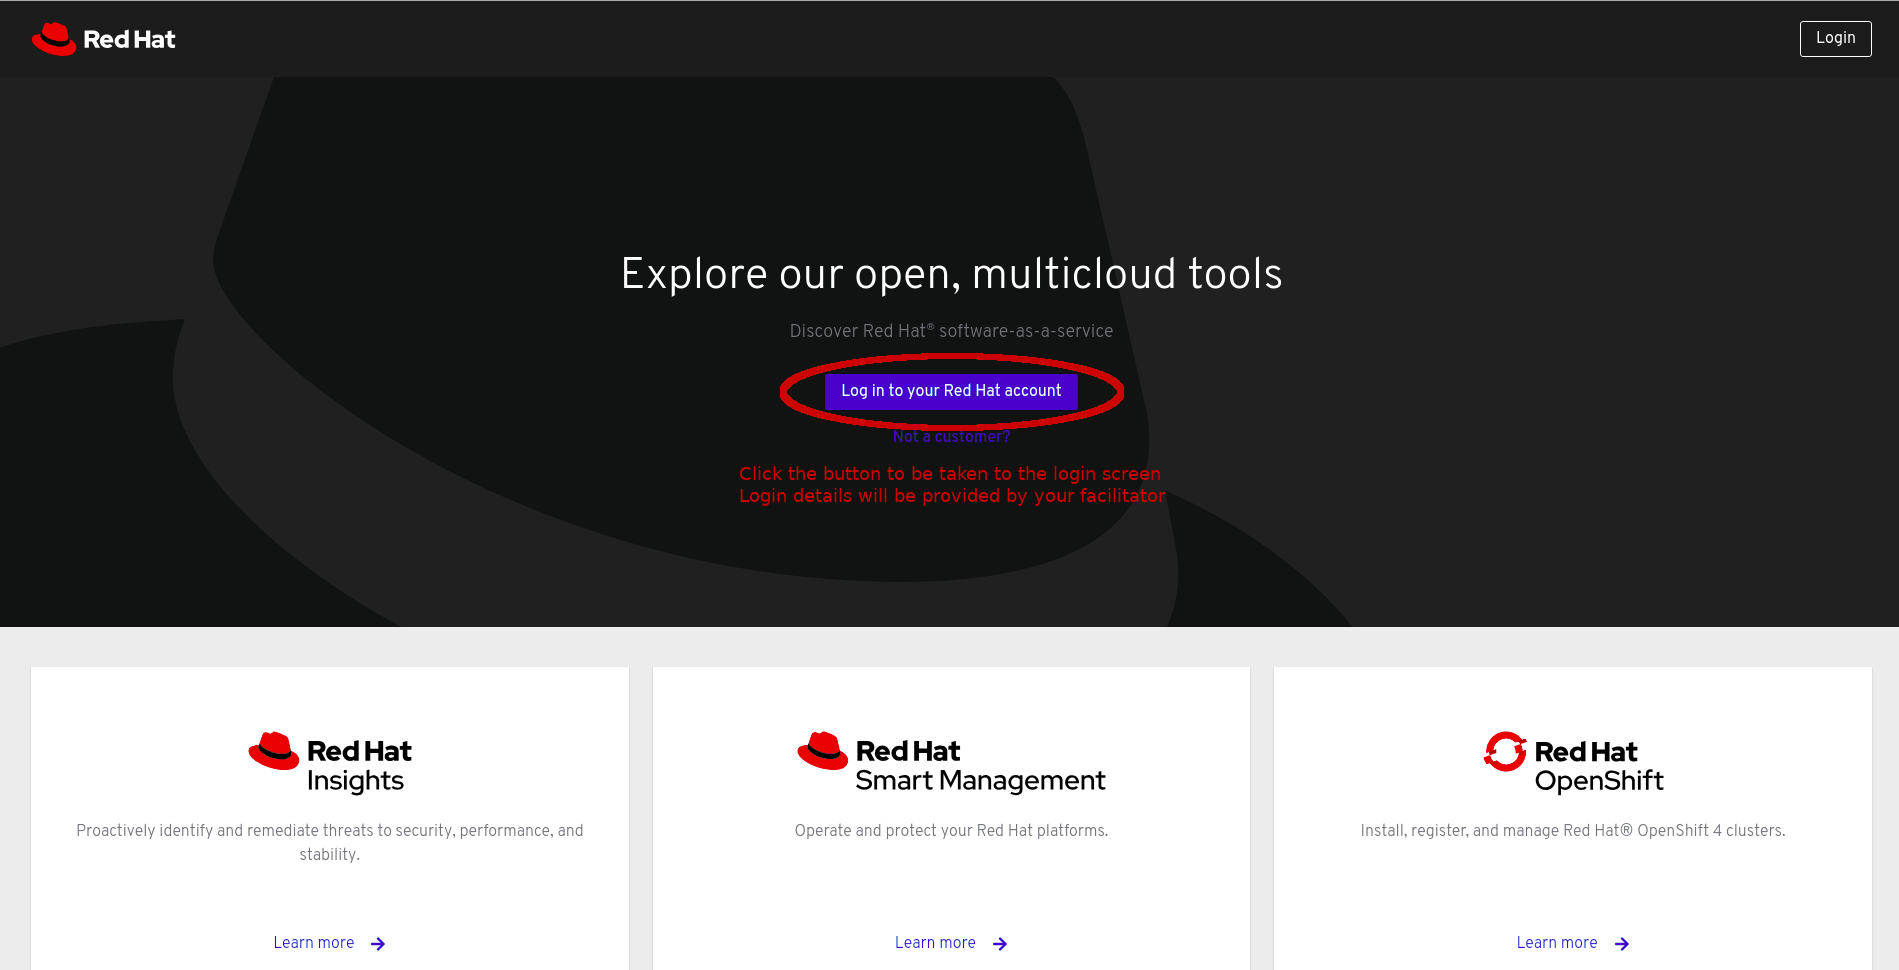 Red Hat
Login
Explore our open, multicloud tools
Discover Red Hat® software-as-a-service
Log in to your Red Hat account
Not a customer?
Click the button to be taken to the login screen
Login details will be provided by your facilitator
Red Hat
Insights
Proactively identify and remediate threats to security, performance, and
stability.
Learn more
Red Hat
Smart Management
Operate and protect your Red Hat platforms.
Learn more
Red Hat
OpenShift
Install, register, and manage Red Hat® OpenShift 4 clusters.
Learn more